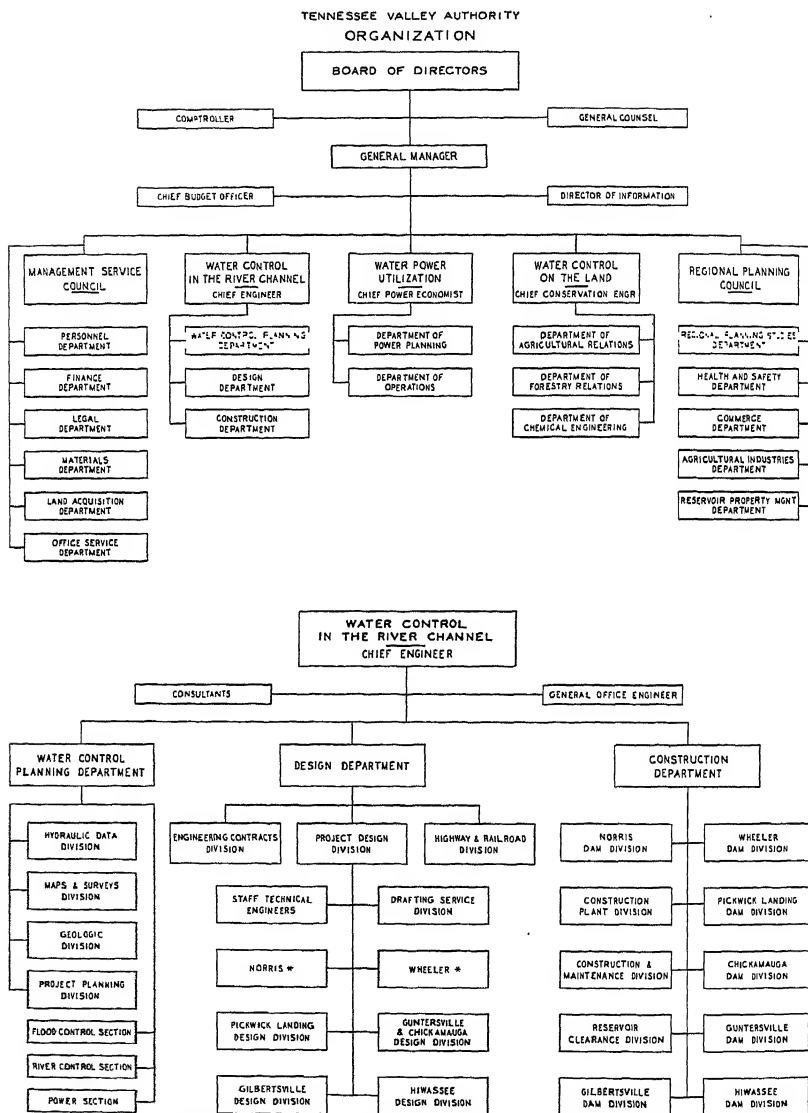 TENNESSEE VALLEY AUTHORITY
ORGANIZATION
BOARD OF DIRECTORS
COMPTROLLER
GENERAL COUNSEL
GENERAL MANAGER
CHIEF BUDGET OFFICER
DIRECTOR OF INFORMATION
MANAGEMENT SERVICE
COUNCIL
WATER CONTROL
IN THE RIVER CHANNEL
CHIEF ENGINEER
WATER POWER
UTILIZATION
CHIEF POWER ECONOMIST
WATER CONTROL
ON THE LAND
CHIEF CONSERVATION ENGR
REGIONAL PLANNING
COUNCIL
PERSONNEL
DEPARTMENT
FINANCE
DEPARTMENT
LEGAL
DEPARTMENT
MATERIALS
DEPARTMENT
LAND ACQUISITION
DEPARTMENT
OFFICE SERVICE
DEPARTMENT
WATER CONTROL PLANNING
DEPARTMENT
DESIGN
DEPARTMENT
CONSTRUCTION
DEPARTMENT
DEPARTMENT OF
POWER PLANNING
DEPARTMENT OF
OPERATIONS
DEPARTMENT OF
AGRICULTURAL RELATIONS
DEPARTMENT OF
FORESTRY RELATIONS
DEPARTMENT OF
CHEMICAL ENGINEERING
REGIONAL PLANNING STUDIES
DEPARTMENT
HEALTH AND SAFETY
DEPARTMENT
COMMERCE
DEPARTMENT
AGRICULTURAL INDUSTRIES
DEPARTMENT
RESERVOIR PROPERTY MGNT
DEPARTMENT
WATER CONTROL
IN THE RIVER CHANNEL
CHIEF ENGINEER
CONSULTANTS
GENERAL OFFICE ENGINEER
WATER CONTROL
PLANNING DEPARTMENT
DESIGN DEPARTMENT
CONSTRUCTION
DEPARTMENT
HYDRAULIC DATA
DIVISION
MAPS & SURVEYS
DIVISION
GEOLOGIC
DIVISION
PROJECT PLANNING
DIVISION
FLOOD CONTROL SECTION
RIVER CONTROL SECTION
POWER SECTION
ENGINEERING CONTRACTS
DIVISION
PROJECT DESIGN
DIVISION
HIGHWAY & RAILROAD
DIVISION
STAFF TECHNICAL
ENGINEERS
DRAFTING SERVICE
DIVISION
NORRIS *
WHEELER *
PICKWICK LANDING
DESIGN DIVISION
GUNTERSVILLE
& CHICKAMAUGA
DESIGN DIVISION
GILBERTSVILLE
DESIGN DIVISION
HIWASSEE
DESIGN DIVISION
NORRIS
DAM DIVISION
WHEELER
DAM DIVISION
CONSTRUCTION
PLANT DIVISION
PICKWICK LANDING
DAM DIVISION
CONSTRUCTION &
MAINTENANCE DIVISION
CHICKAMAUGA
DAM DIVISION
RESERVOIR
CLEARANCE DIVISION
GUNTERSVILLE
DAM DIVISION
GILBERTSVILLE
DAM DIVISION
HIWASSEE
DAM DIVISION